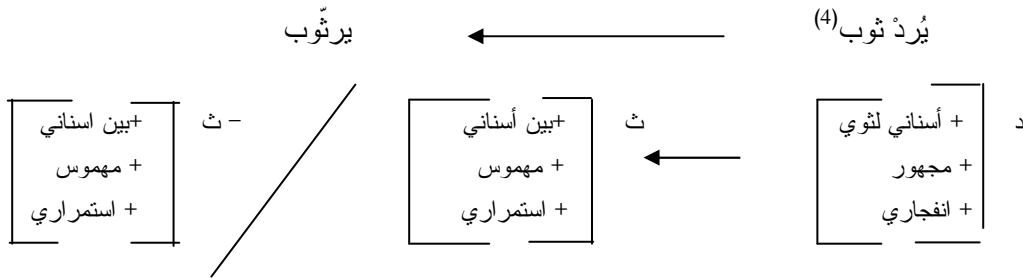 يُردْ ثوب(4) يرثّوب
د + أسناني لثوي ث +بين أسناني – ث +بين اسناني
+ مجهور + مهموس + مهموس
+ انفجاري + استمراري + استمراري